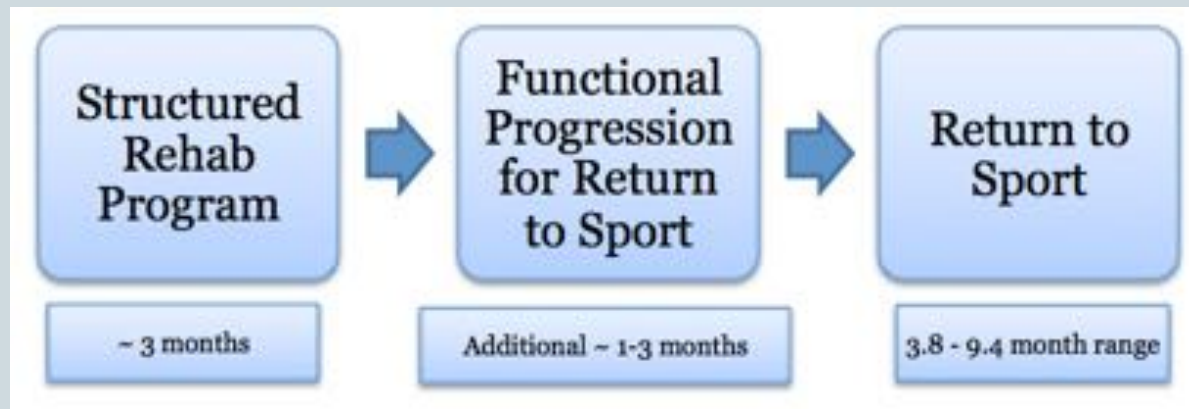 Structured
Rehab
Program
Functional
Progression
for Return
to Sport
Return to
Sport
~ 3 months
Additional ~ 1-3 months
3.8 - 9.4 month range